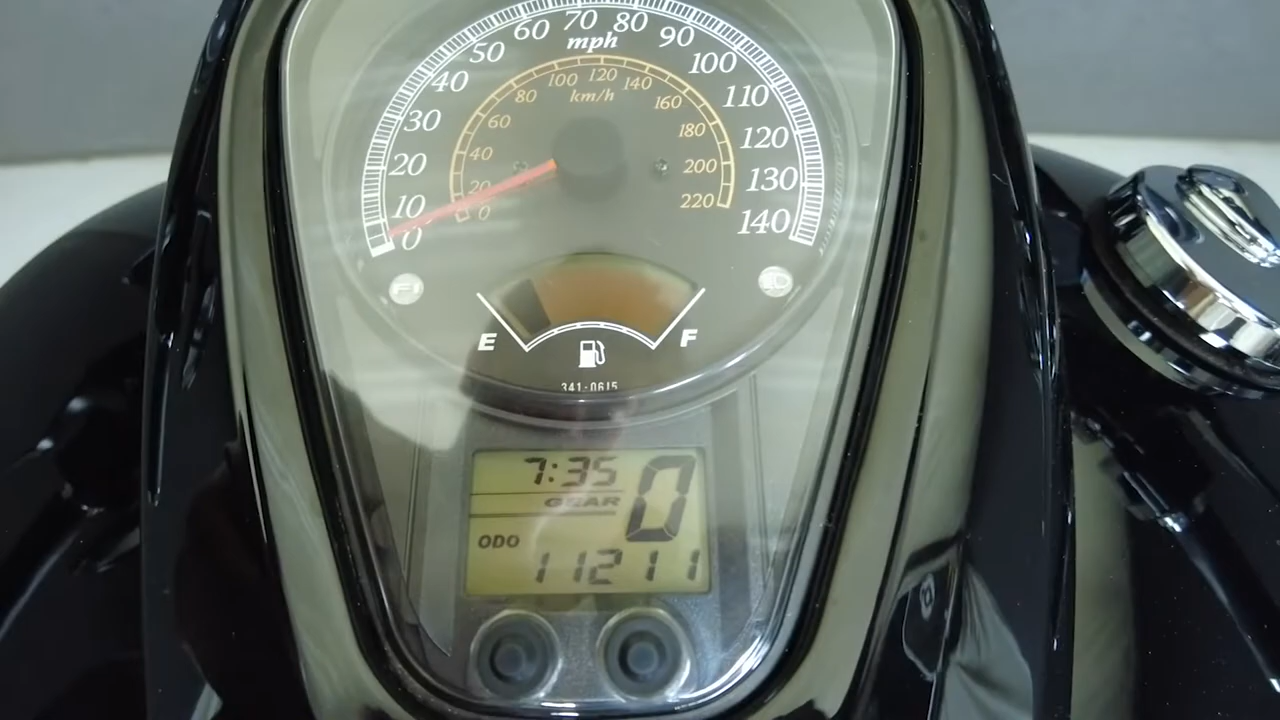 0 10 20 30 40 50 60 70 80 90 100 110 120 130 140
mph
0 20 40 60 80 100 120 140 160 180 200 220
km/h
FI
E F
341-0615
7:35
GEAR 0
ODO
11211